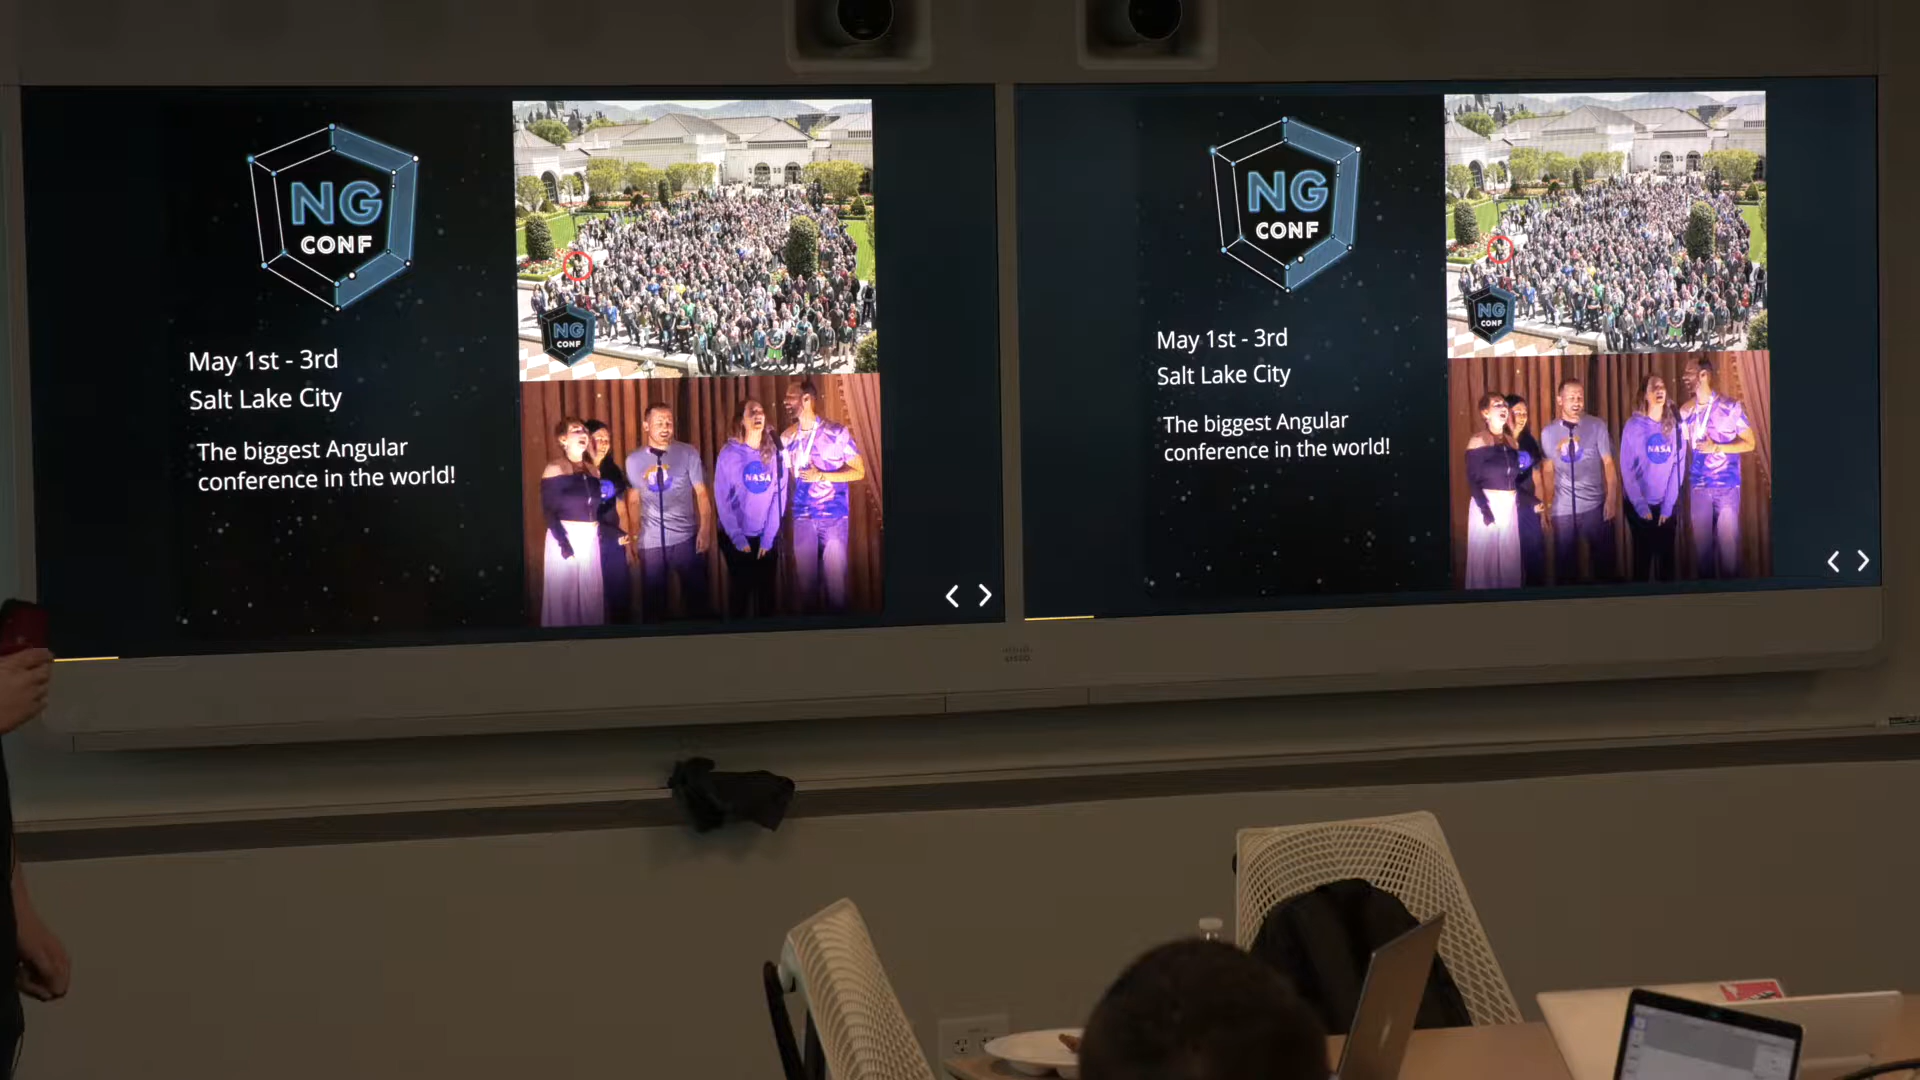 NG
CONF
May 1st - 3rd
Salt Lake City
The biggest Angular
conference in the world!
NG
CONF
NASA
NG
CONF
May 1st - 3rd
Salt Lake City
The biggest Angular
conference in the world!
NG
CONF
NASA
CISCO